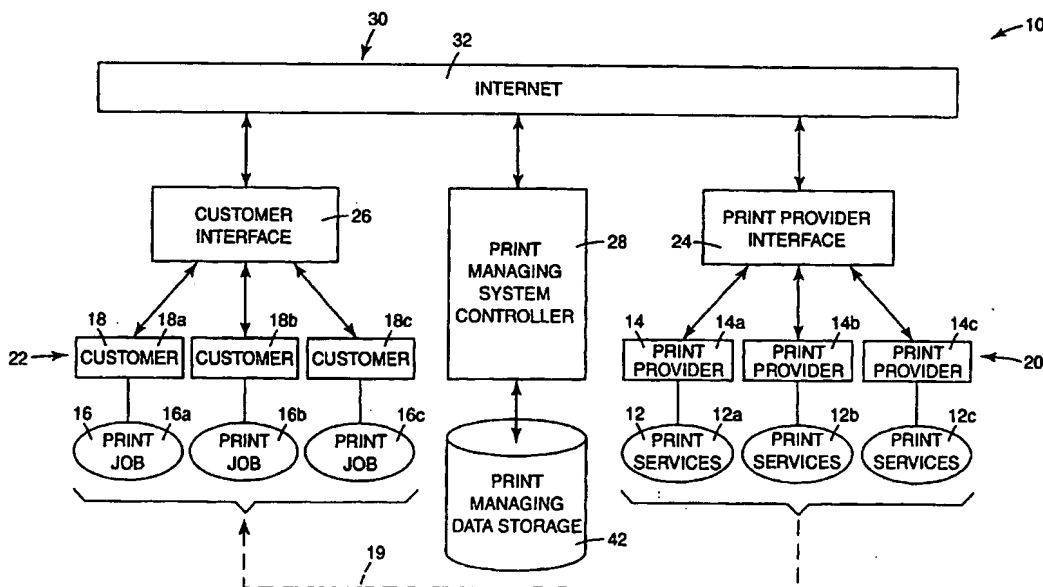 10
30
32
INTERNET
CUSTOMER
INTERFACE
26
PRINT
MANAGING
SYSTEM
CONTROLLER
28
PRINT PROVIDER
INTERFACE
24
18
18a
18b
18c
14
14a
14b
14c
22
CUSTOMER
CUSTOMER
CUSTOMER
PRINT
PROVIDER
PRINT
PROVIDER
PRINT
PROVIDER
20
16
16a
16b
16c
PRINT
JOB
PRINT
JOB
PRINT
JOB
PRINT
MANAGING
DATA STORAGE
42
12
12a
12b
12c
PRINT
SERVICES
PRINT
SERVICES
PRINT
SERVICES
19